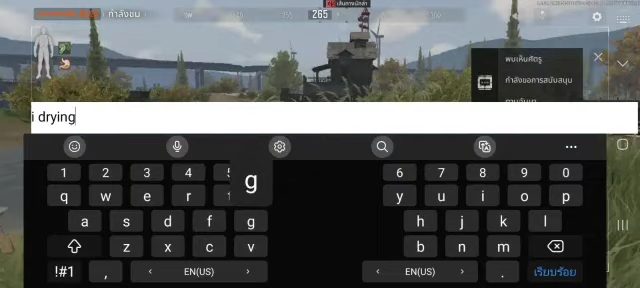 กำลังชม
265
พบเห็นศัตรู
กำลังขอการสนับสนุน
i drying
1 2 3 4 5 6 7 8 9 0
q w e r g y u i o p
a s d f g h j k l
z x c v b n m
!#1 , < EN(US) > < EN(US) > . เรียบร้อย